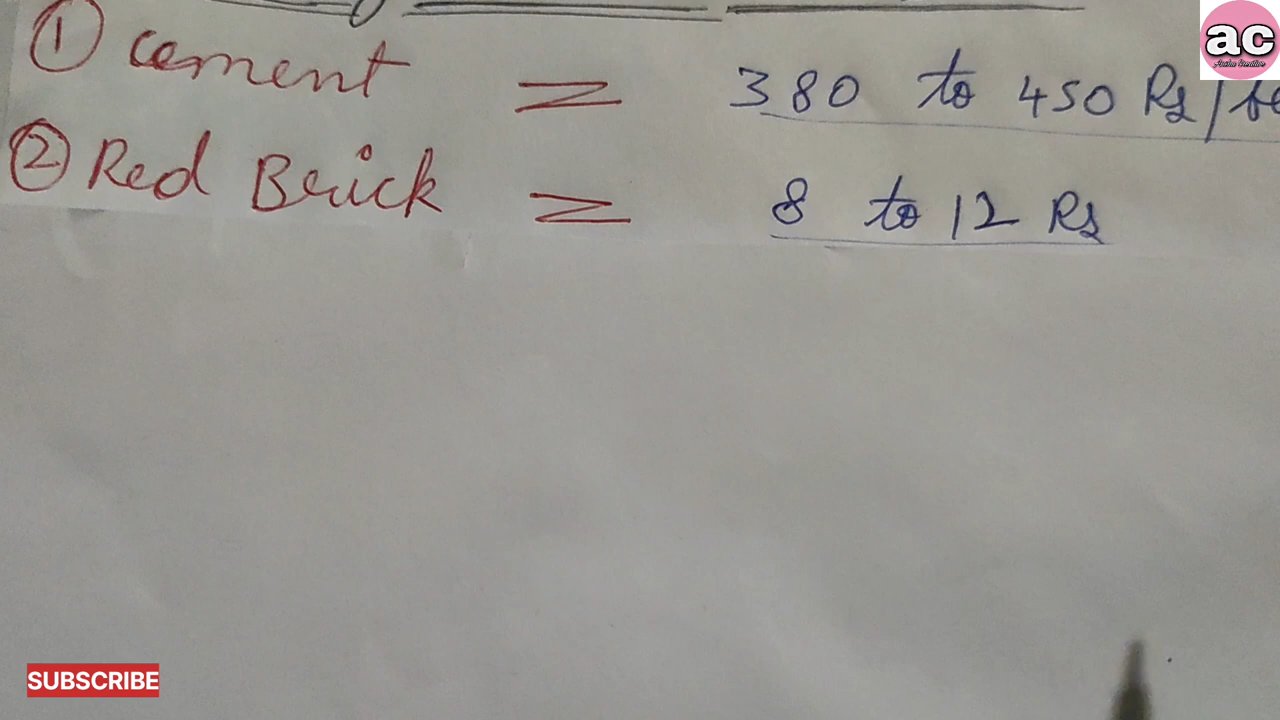 ac
① Cement = 380 to 450 Rs/
② Red Brick = 8 to 12 Rs
SUBSCRIBE